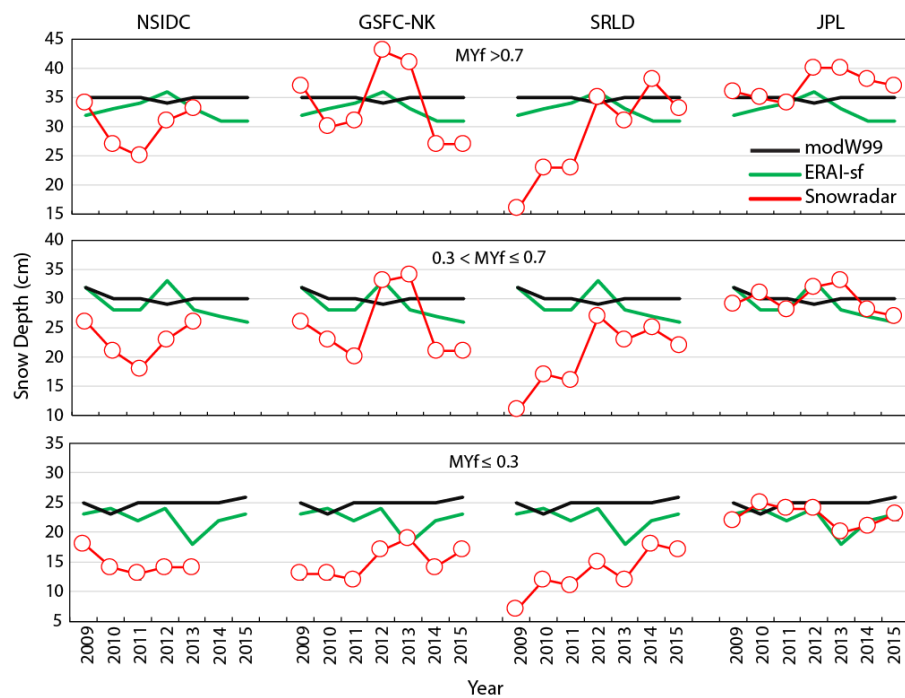 NSIDC GSFC-NK SRLD JPL
MYf >0.7
45
40
35
30
25
20
15
modW99
ERAI-sf
Snowradar
0.3 < MYf ≤ 0.7
40
35
30
25
20
15
10
Snow Depth (cm)
MYf ≤ 0.3
35
30
25
20
15
10
5
2009 2010 2011 2012 2013 2014 2015 2009 2010 2011 2012 2013 2014 2015 2009 2010 2011 2012 2013 2014 2015 2009 2010 2011 2012 2013 2014 2015
Year